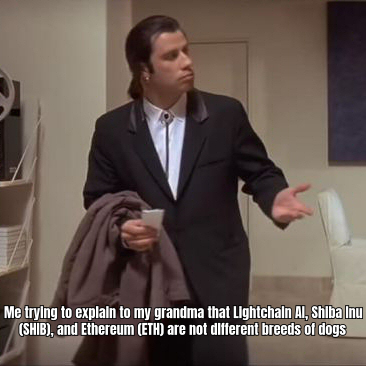 Me trying to explain to my grandma that Lightchain AI, Shiba Inu
(SHIB), and Ethereum (ETH) are not different breeds of dogs